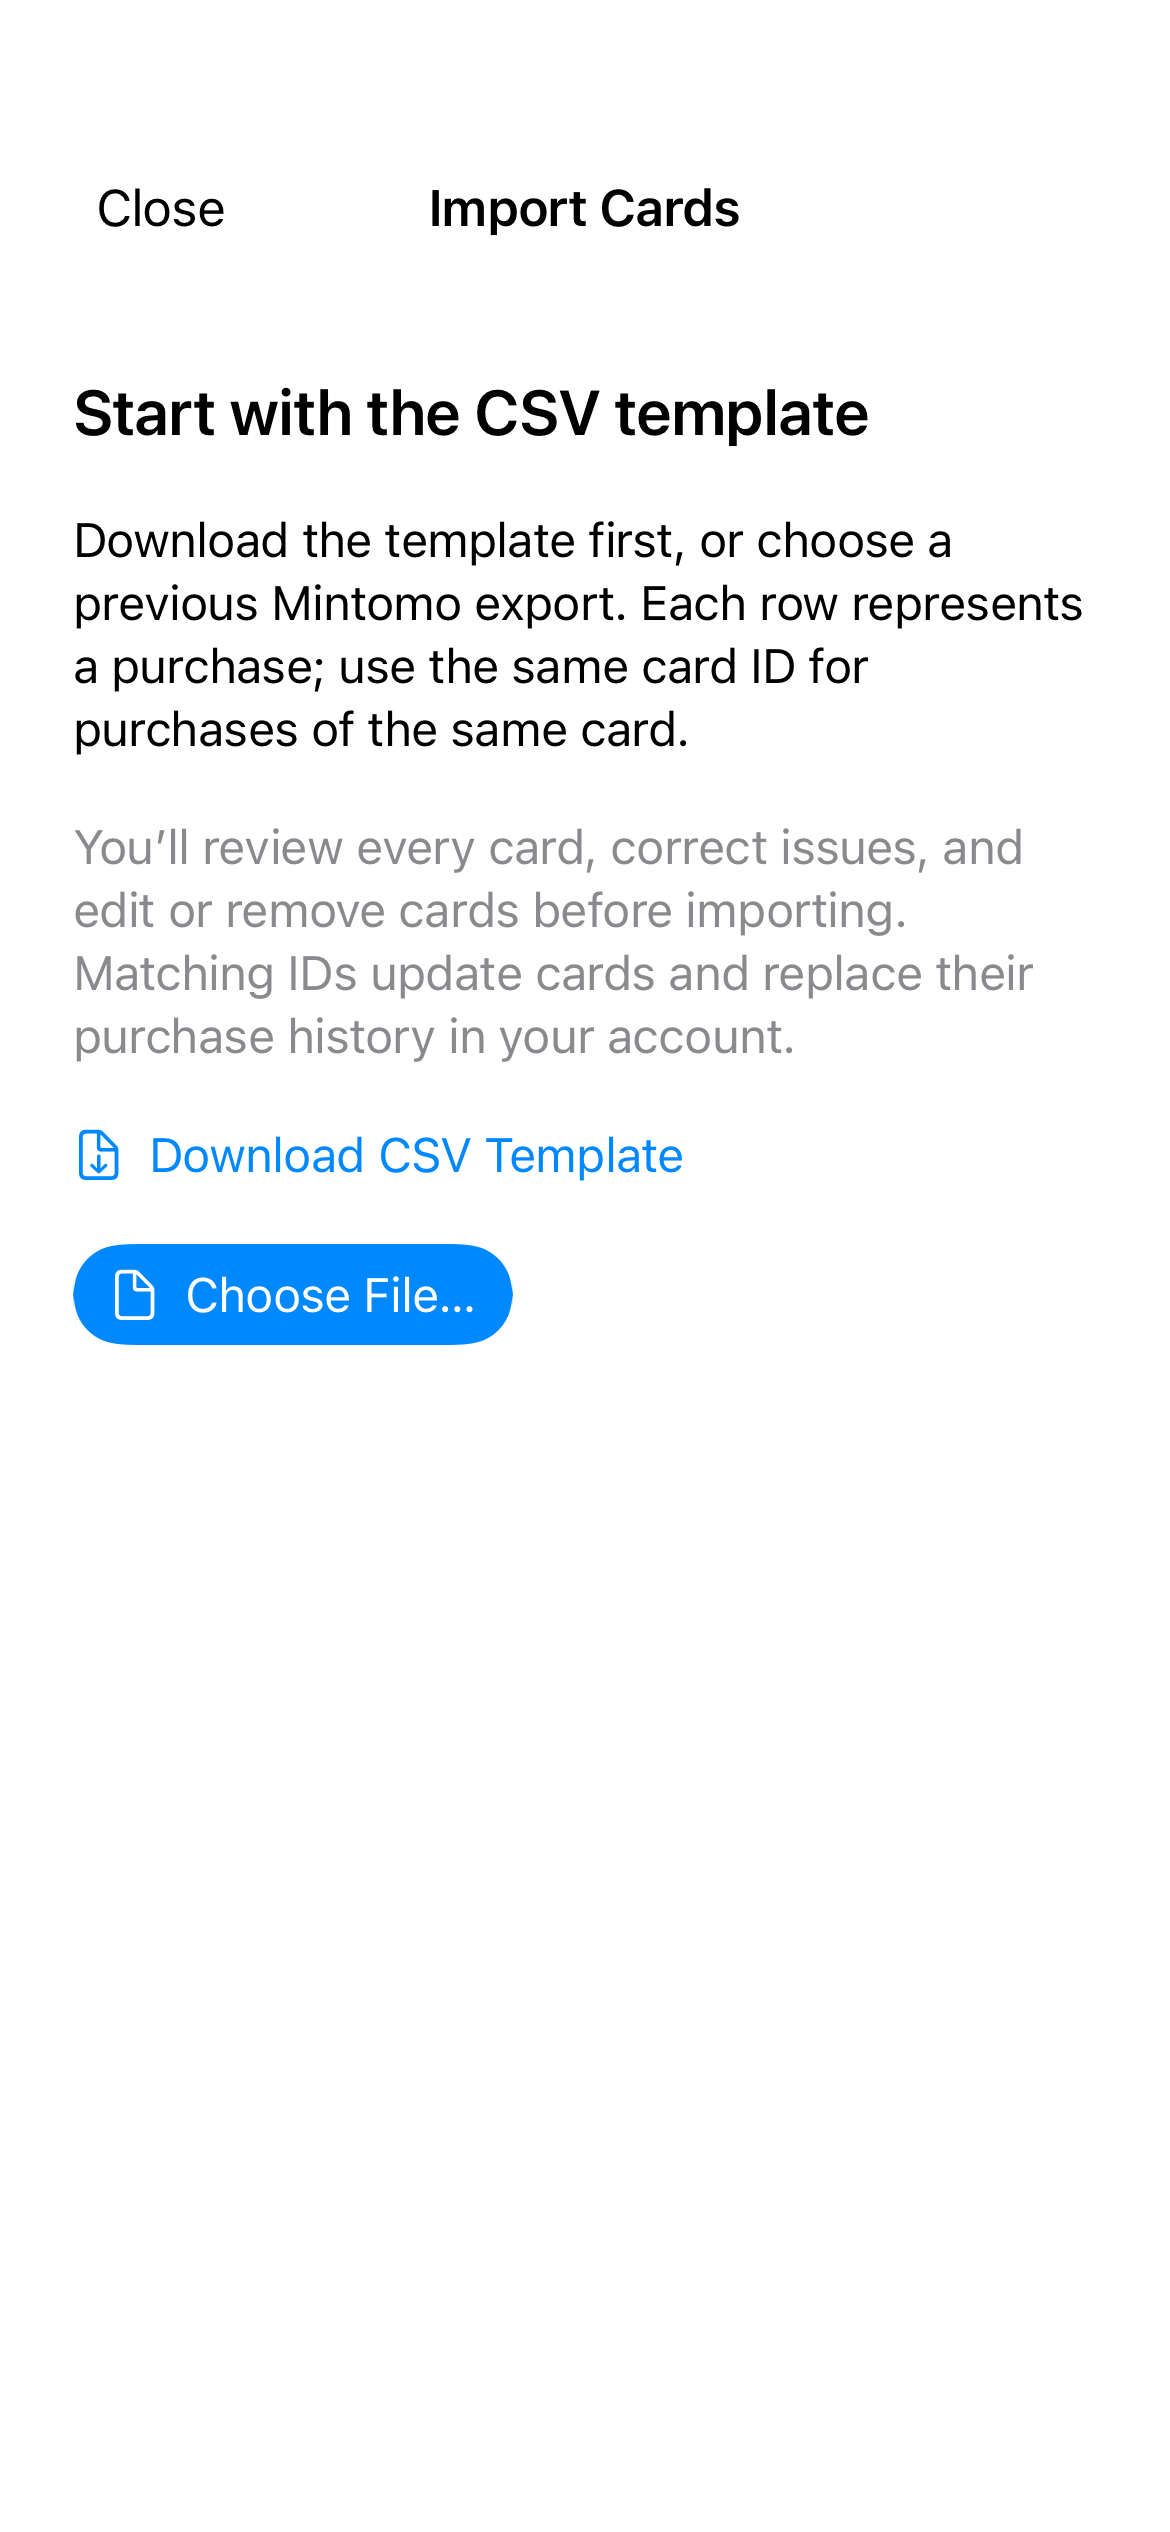 Close
Import Cards
Start with the CSV template
Download the template first, or choose a
previous Mintomo export. Each row represents
a purchase; use the same card ID for
purchases of the same card.
You’ll review every card, correct issues, and
edit or remove cards before importing.
Matching IDs update cards and replace their
purchase history in your account.
Download CSV Template
Choose File…